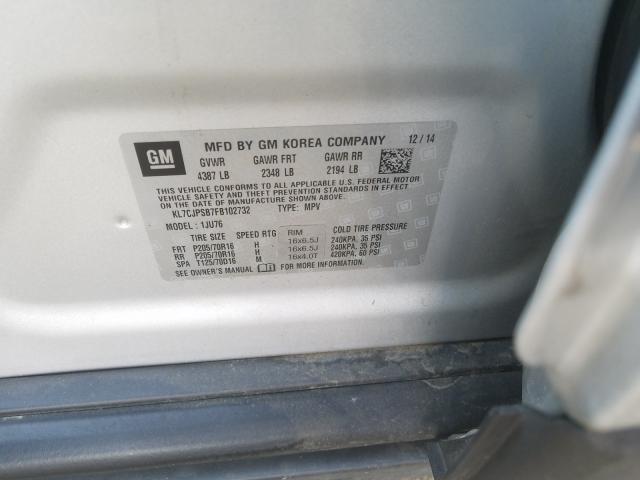 GM
MFD BY GM KOREA COMPANY 12/14
GVWR GAWR FRT GAWR RR
4387 LB 2348 LB 2194 LB
THIS VEHICLE CONFORMS TO ALL APPLICABLE U.S. FEDERAL MOTOR
VEHICLE SAFETY AND THEFT PREVENTION STANDARDS IN EFFECT
ON THE DATE OF MANUFACTURE SHOWN ABOVE.
KL7CJPSB7FB102732 TYPE: MPV
MODEL: 1JU76
TIRE SIZE SPEED RTG RIM COLD TIRE PRESSURE
FRT P205/70R16 H 16x6.5J 240KPA, 35 PSI
RR P205/70R16 H 16x6.5J 240KPA, 35 PSI
SPA T125/70D16 M 16x4.0T 420KPA, 60 PSI
SEE OWNER'S MANUAL FOR MORE INFORMATION.